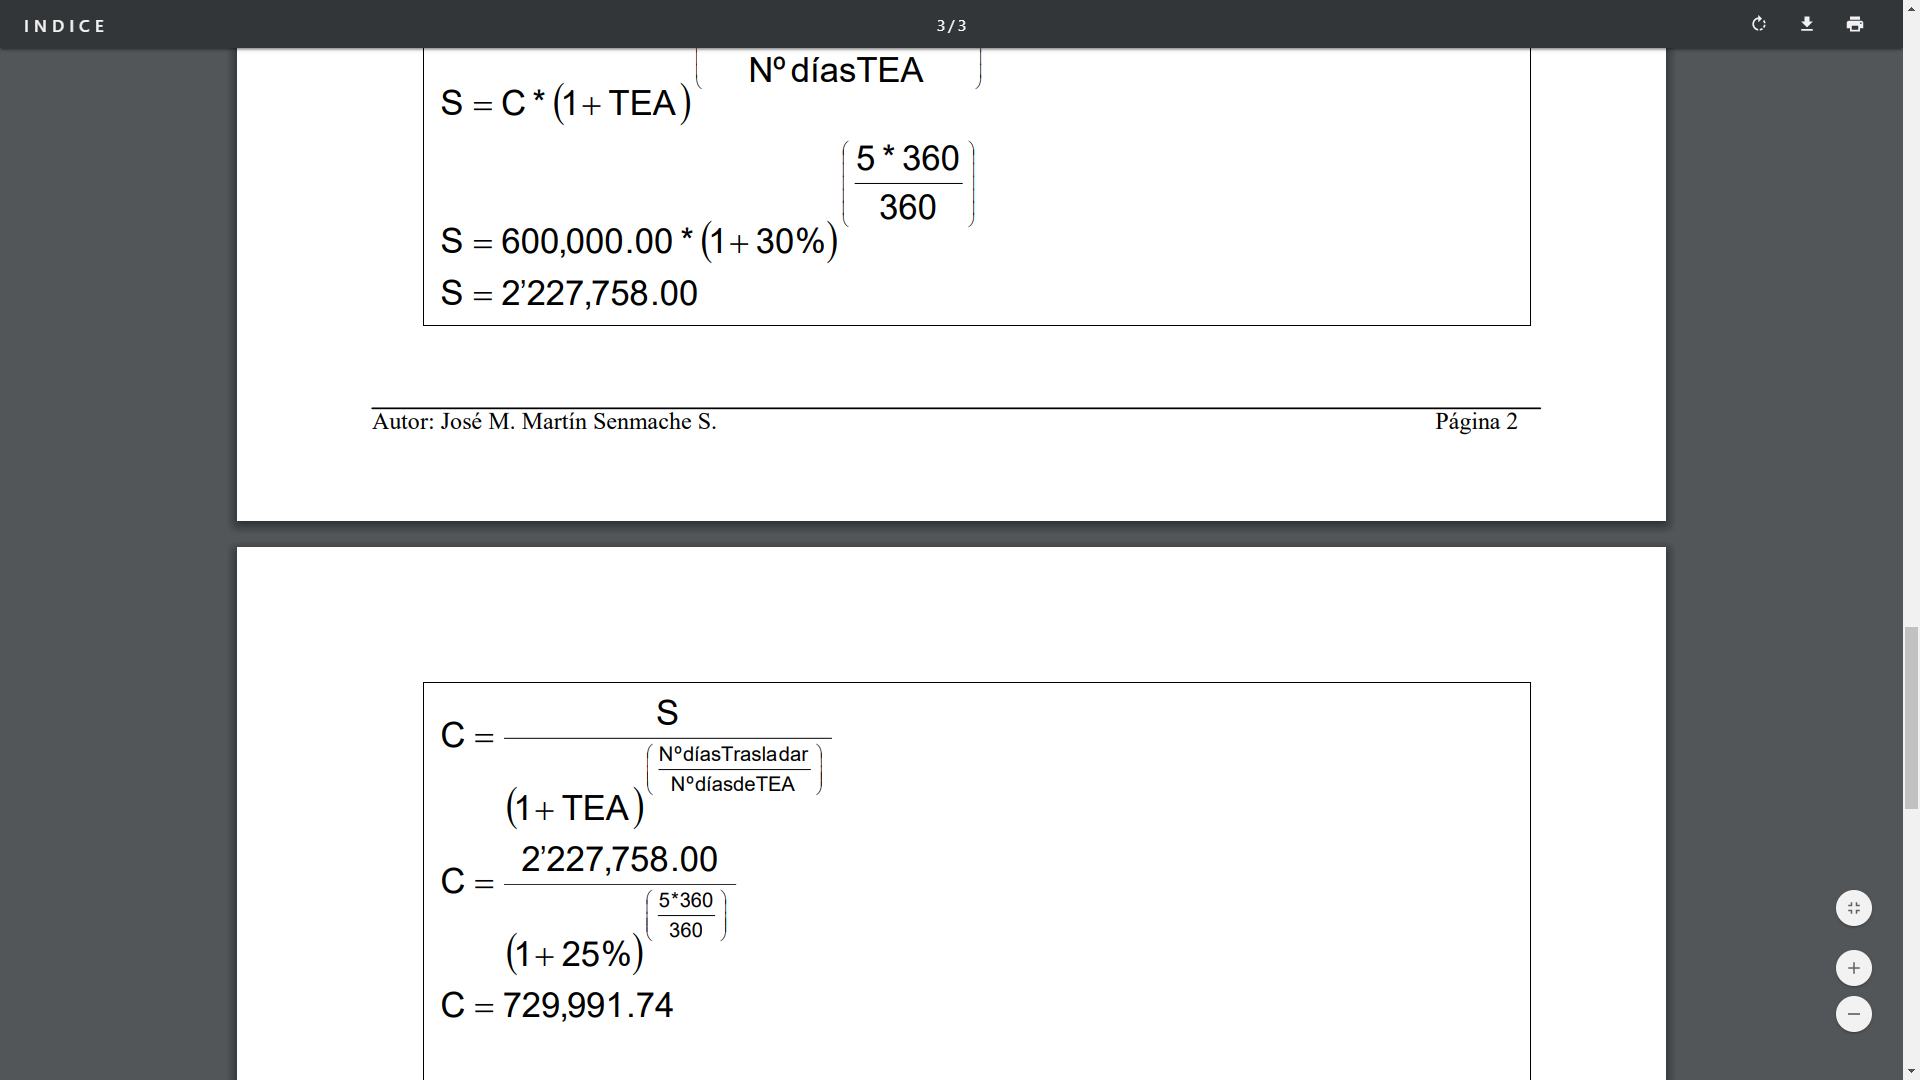 INDICE
3/3
Nº díasTEA
S = C * (1+ TEA)
5 * 360
360
S = 600,000.00 * (1+ 30%)
S = 2’227,758.00
Autor: José M. Martín Senmache S.
Página 2
S
C =
NºdíasTrasladar
NºdíasdeTEA
(1+ TEA)
2’227,758.00
C =
5*360
360
(1+ 25%)
C = 729,991.74